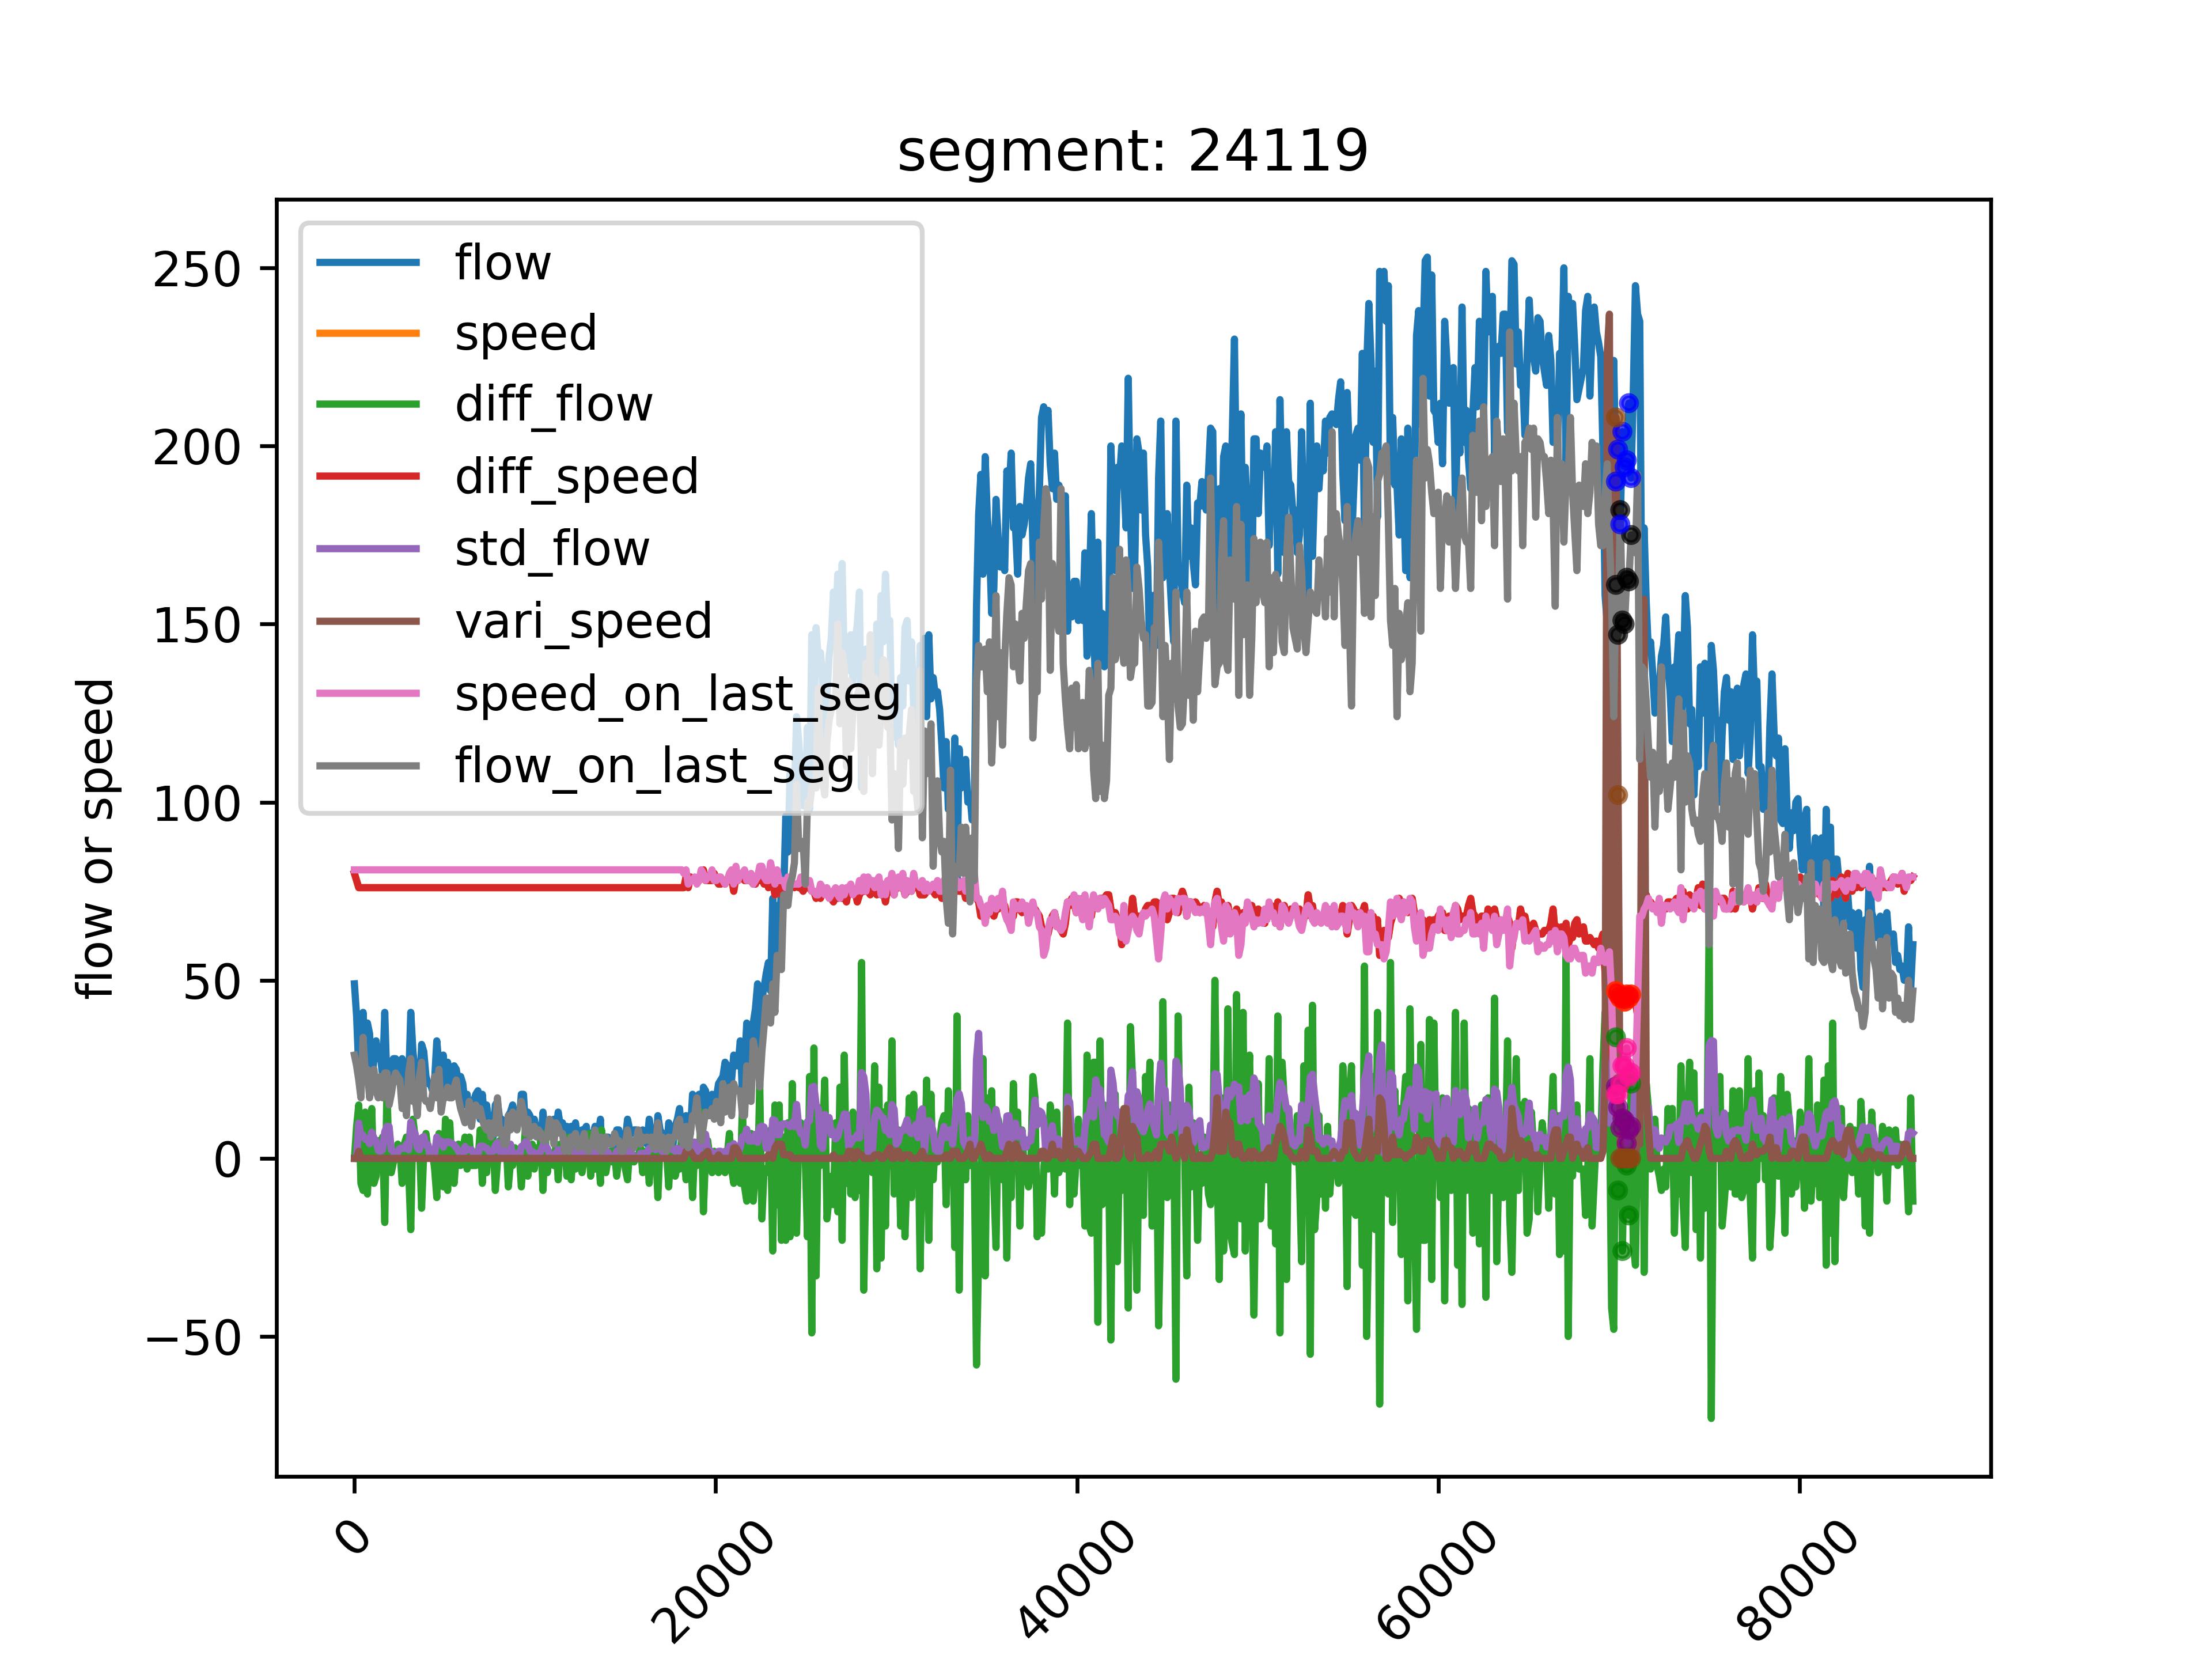 segment: 24119
flow or speed
250
200
150
100
50
0
−50
flow
speed
diff_flow
diff_speed
std_flow
vari_speed
speed_on_last_seg
flow_on_last_seg
0
20000
40000
60000
80000